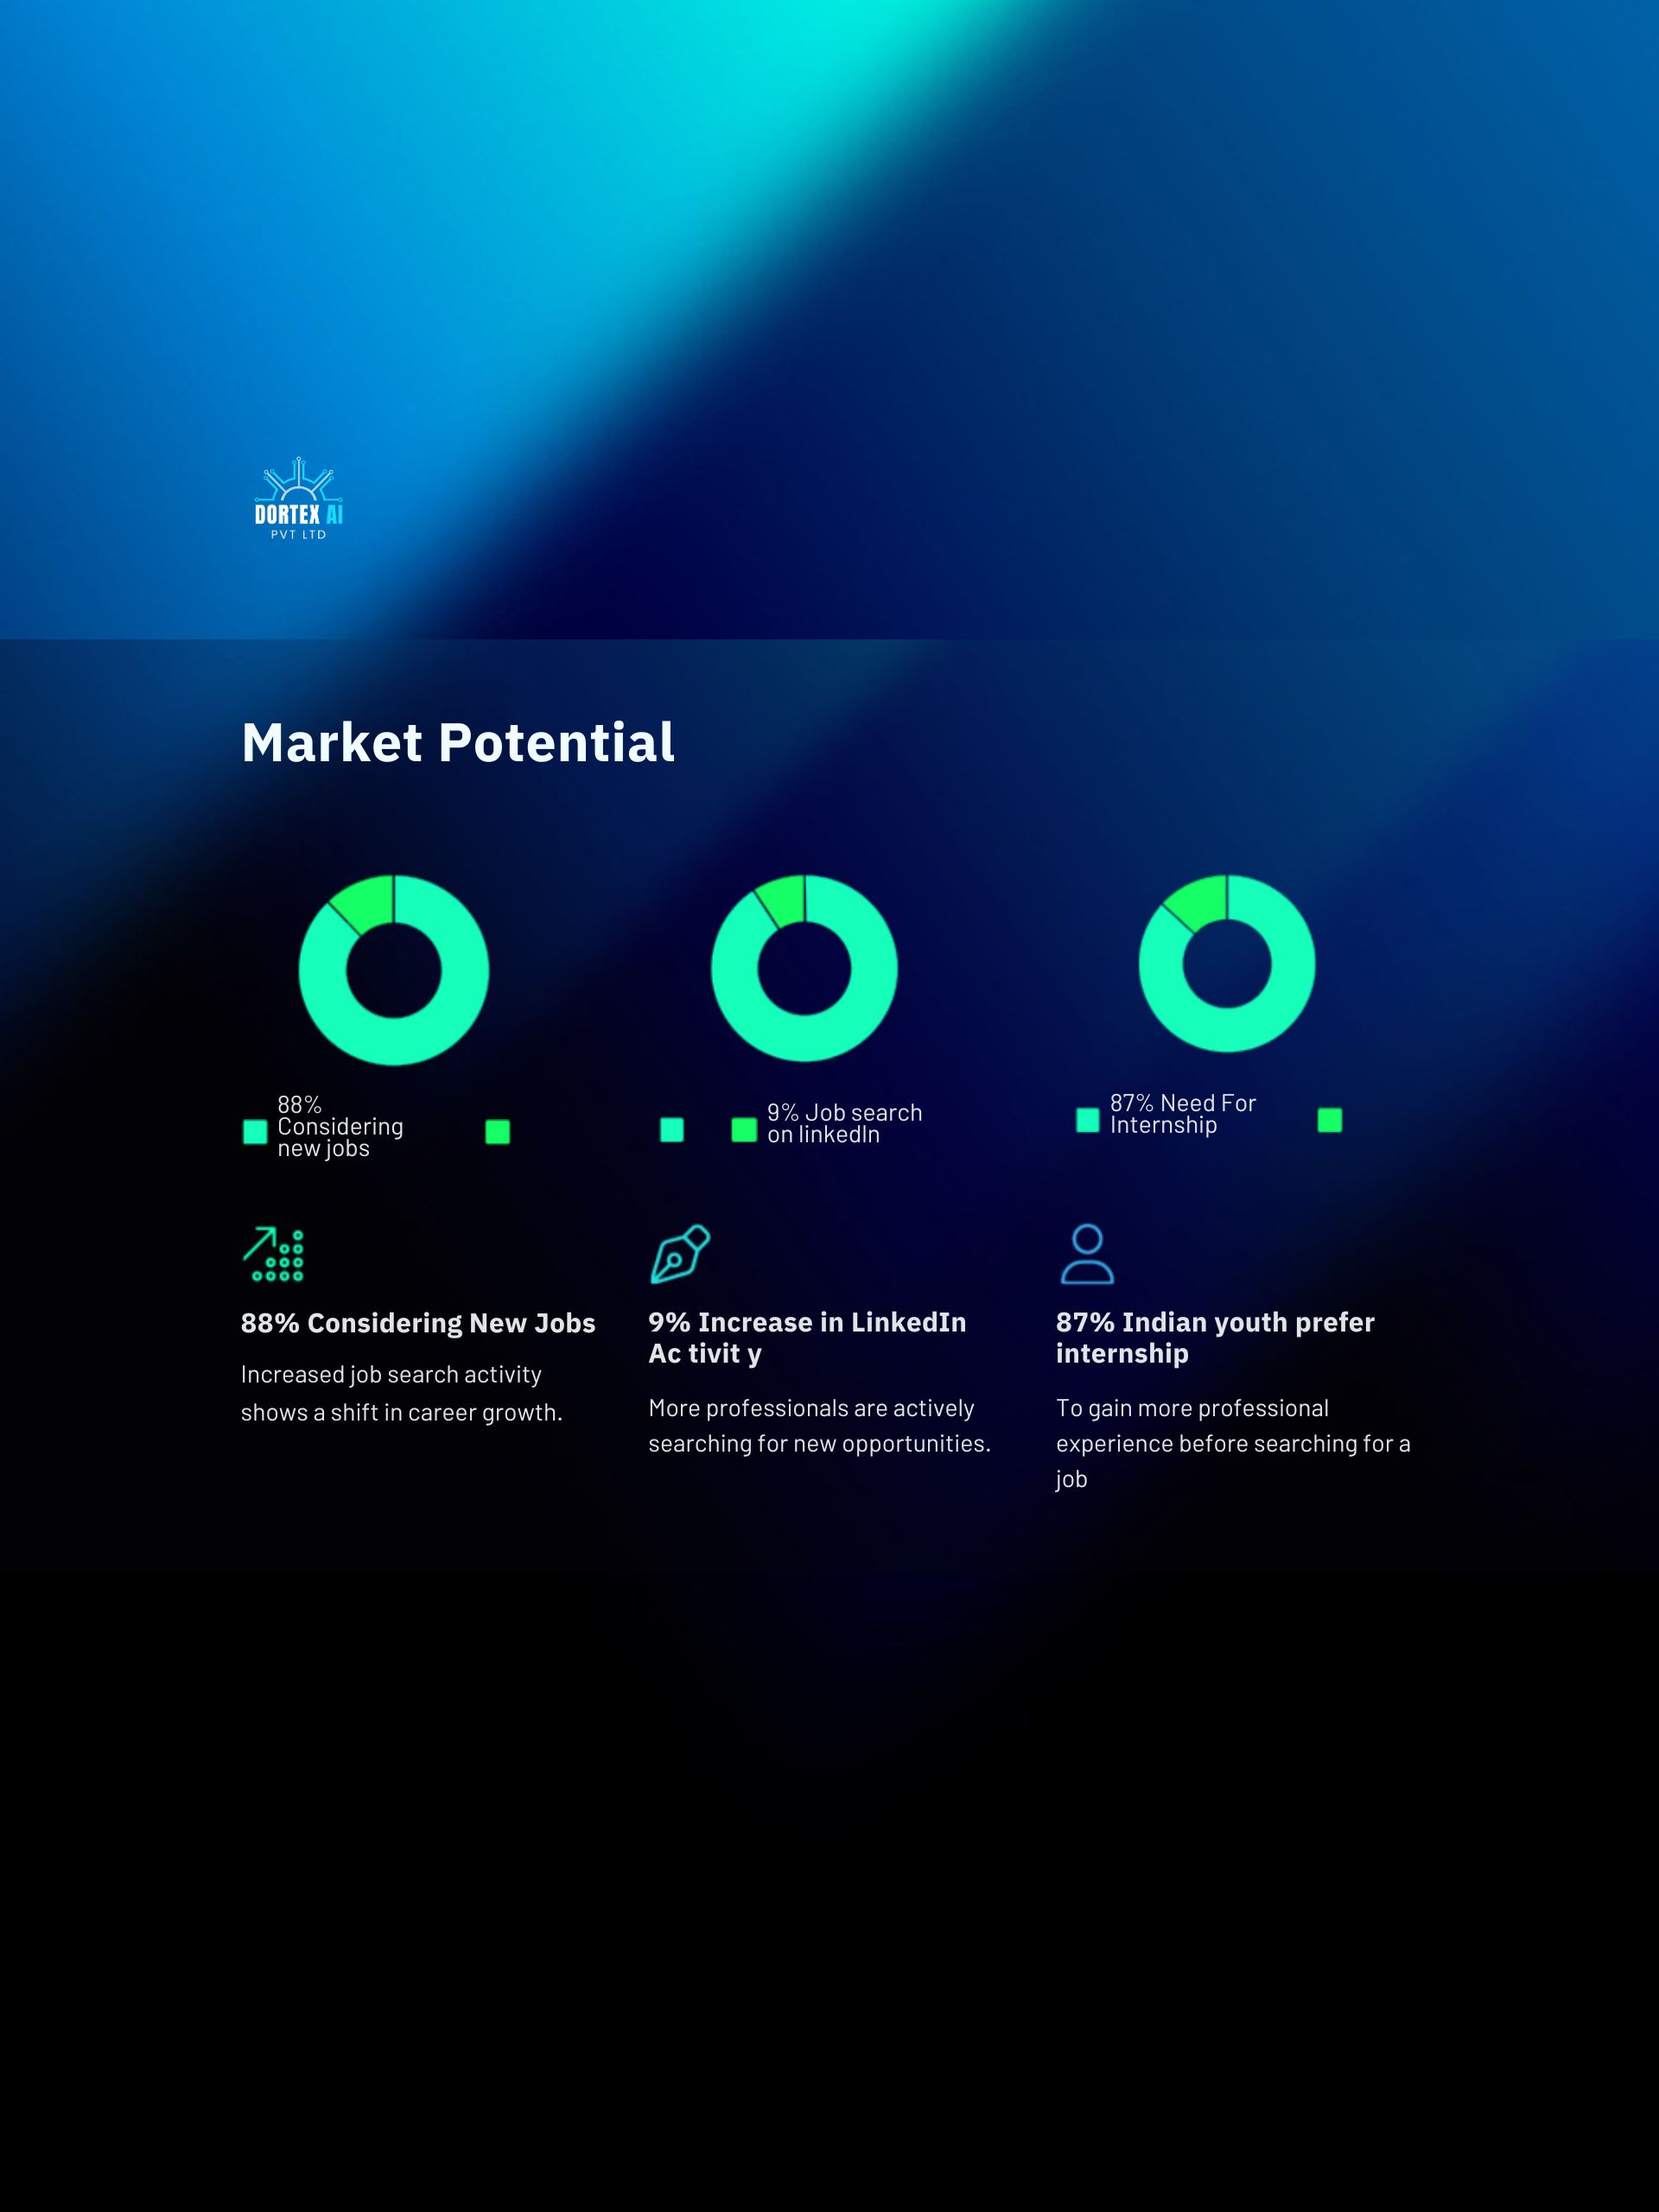 DORTEX AI
PVT LTD
Market Potential
88%
Considering
new jobs
9% Job search
on linkedIn
87% Need For
Internship
88% Considering New Jobs
Increased job search activity
shows a shift in career growth.
9% Increase in LinkedIn
Ac tivit y
More professionals are actively
searching for new opportunities.
87% Indian youth prefer
internship
To gain more professional
experience before searching for a
job